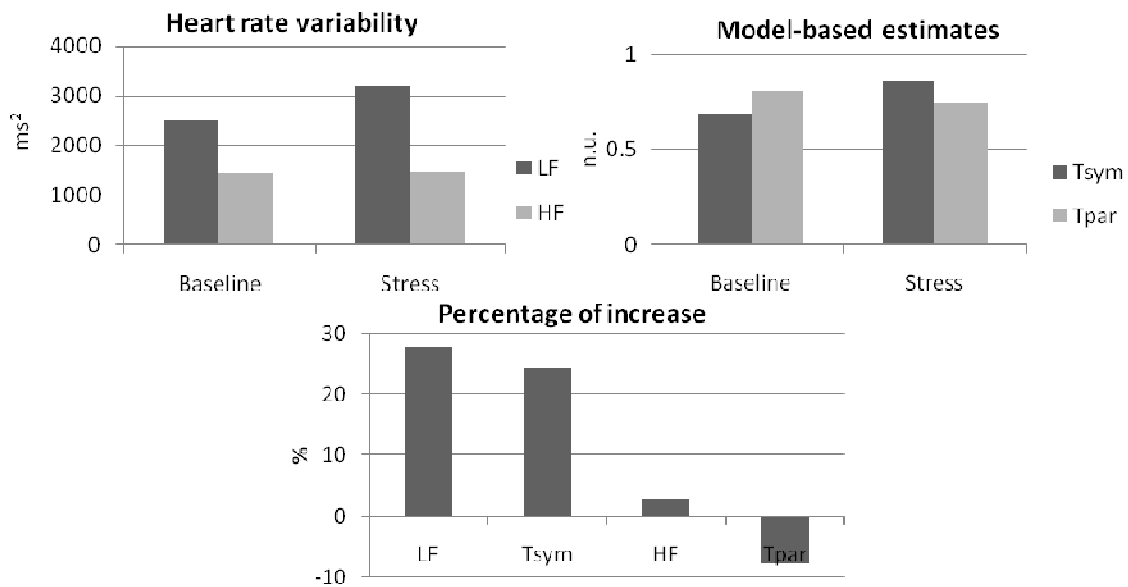 Heart rate variability
4000
3000
2000
1000
0
ms²
Baseline
Stress
LF
HF
Model-based estimates
1
0.5
0
n.u.
Baseline
Stress
Tsym
Tpar
Percentage of increase
30
20
10
0
-10
%
LF
Tsym
HF
Tpar